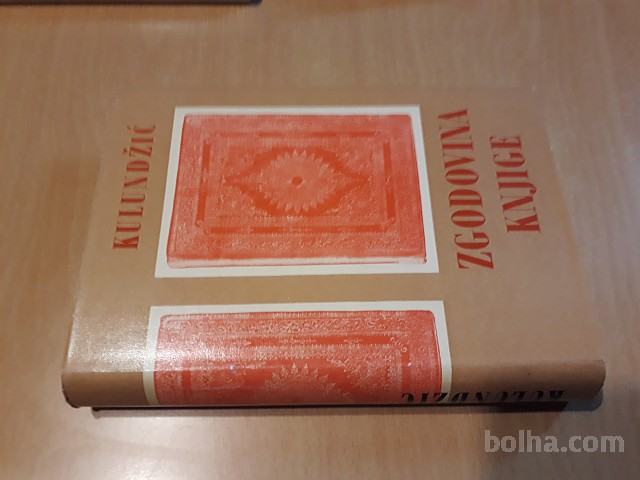 KULUNDŽIĆ
ZGODOVINA
KNJIGE
KULUNDŽIĆ
bolha.com